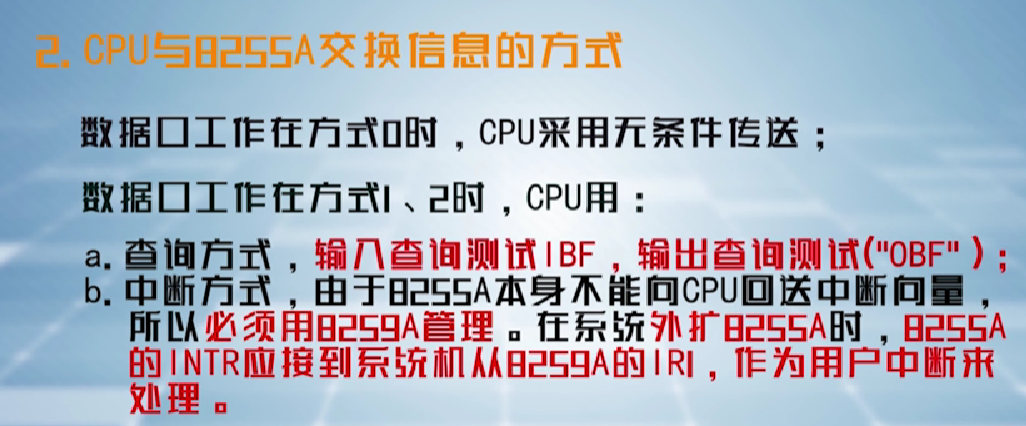 2. CPU与8255A交换信息的方式
数据口工作在方式0时，CPU采用无条件传送；
数据口工作在方式1、2时，CPU用：
a. 查询方式，输入查询测试IBF，输出查询测试("OBF")；
b. 中断方式，由于8255A本身不能向CPU回送中断向量，
所以必须用8259A管理。在系统外扩8255A时，8255A
的INTR应接到系统机从8259A的IR1，作为用户中断来
处理。